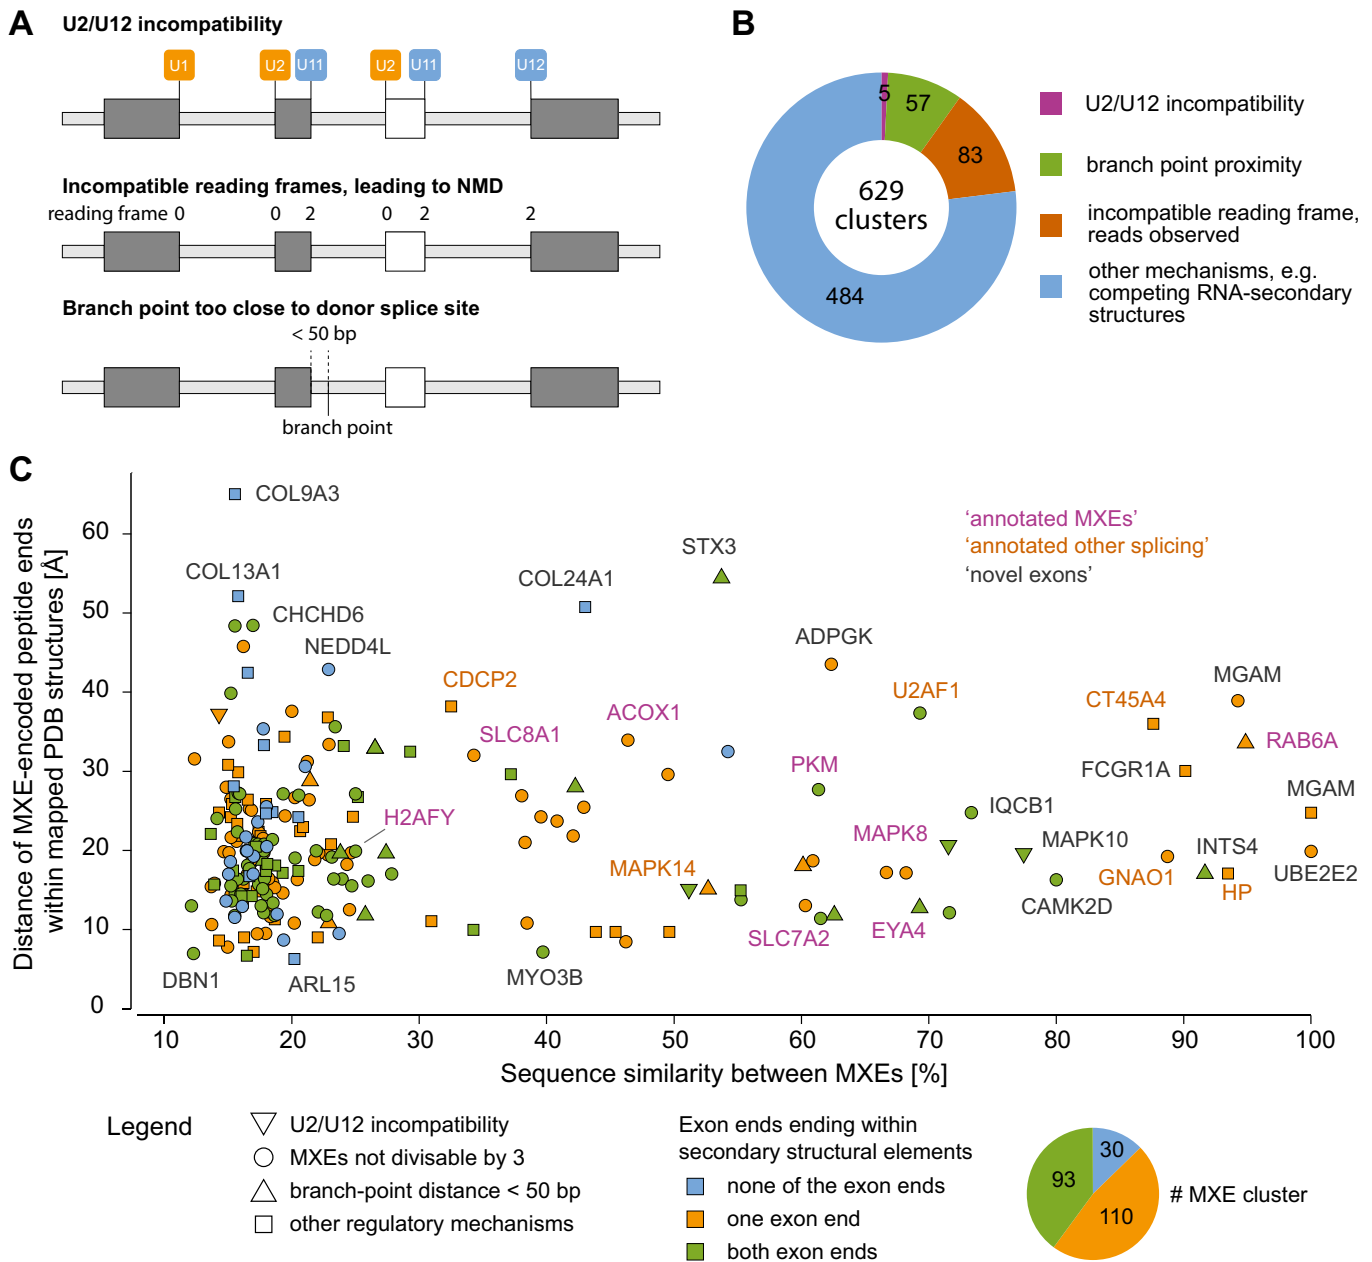 A
U2/U12 incompatibility
U1
U2
U11
U2
U11
U12
Incompatible reading frames, leading to NMD
reading frame 0
0
2
0
2
2
Branch point too close to donor splice site
< 50 bp
branch point
B
5
57
83
484
629
clusters
U2/U12 incompatibility
branch point proximity
incompatible reading frame,
reads observed
other mechanisms, e.g.
competing RNA-secondary
structures
C
Distance of MXE-encoded peptide ends
within mapped PDB structures [Å]
60
50
40
30
20
10
0
10
20
30
40
50
60
70
80
90
100
Sequence similarity between MXEs [%]
‘annotated MXEs’
‘annotated other splicing’
‘novel exons’
COL9A3
COL13A1
CHCHD6
NEDD4L
COL24A1
STX3
ADPGK
CDCP2
SLC8A1
ACOX1
U2AF1
CT45A4
MGAM
RAB6A
FCGR1A
PKM
MGAM
IQCB1
H2AFY
MAPK8
MAPK10
INTS4
MAPK14
GNAO1
HP
UBE2E2
CAMK2D
SLC7A2
EYA4
DBN1
ARL15
MYO3B
Legend
U2/U12 incompatibility
MXEs not divisable by 3
branch-point distance < 50 bp
other regulatory mechanisms
Exon ends ending within
secondary structural elements
none of the exon ends
one exon end
both exon ends
30
93
110
# MXE cluster